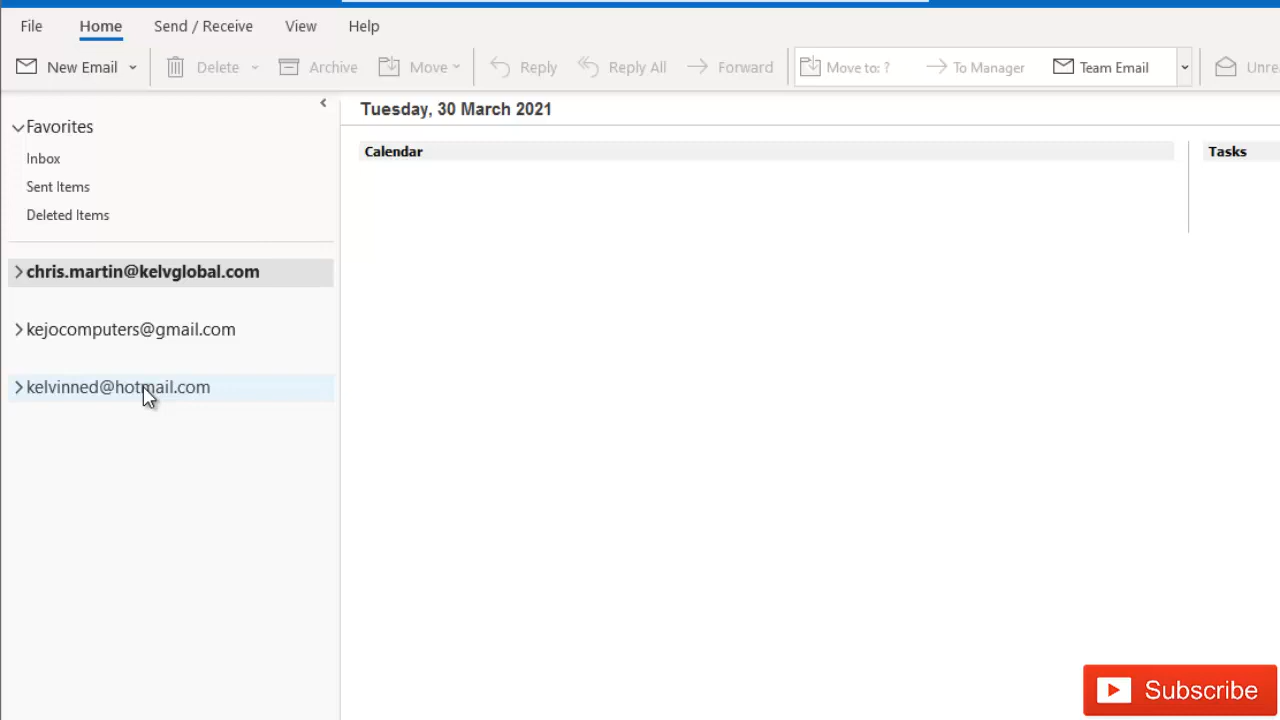 File Home Send / Receive View Help
New Email Delete Archive Move Reply Reply All Forward Move to: ? To Manager Team Email
Favorites
Inbox
Sent Items
Deleted Items
chris.martin@kelvglobal.com
kejocomputers@gmail.com
kelvinned@hotmail.com
Tuesday, 30 March 2021
Calendar
Tasks
Subscribe